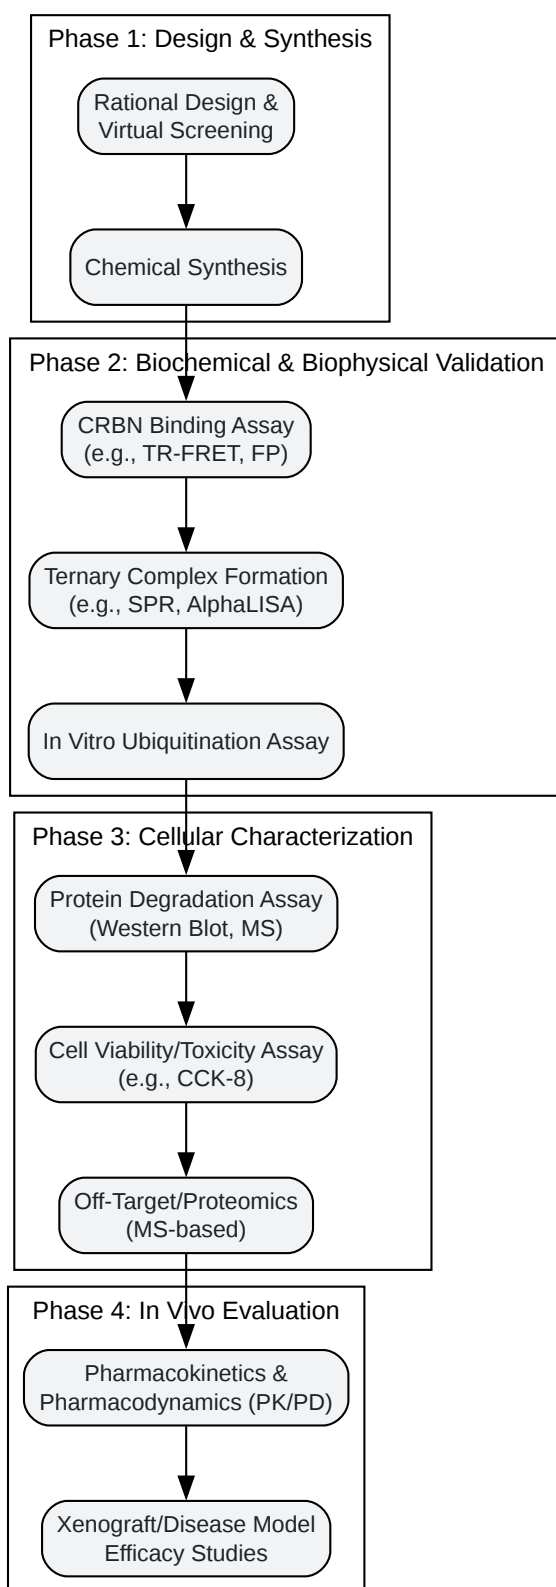 Phase 1: Design & Synthesis
Rational Design &
Virtual Screening
Chemical Synthesis
Phase 2: Biochemical & Biophysical Validation
CRBN Binding Assay
(e.g., TR-FRET, FP)
Ternary Complex Formation
(e.g., SPR, AlphaLISA)
In Vitro Ubiquitination Assay
Phase 3: Cellular Characterization
Protein Degradation Assay
(Western Blot, MS)
Cell Viability/Toxicity Assay
(e.g., CCK-8)
Off-Target/Proteomics
(MS-based)
Phase 4: In Vivo Evaluation
Pharmacokinetics &
Pharmacodynamics (PK/PD)
Xenograft/Disease Model
Efficacy Studies